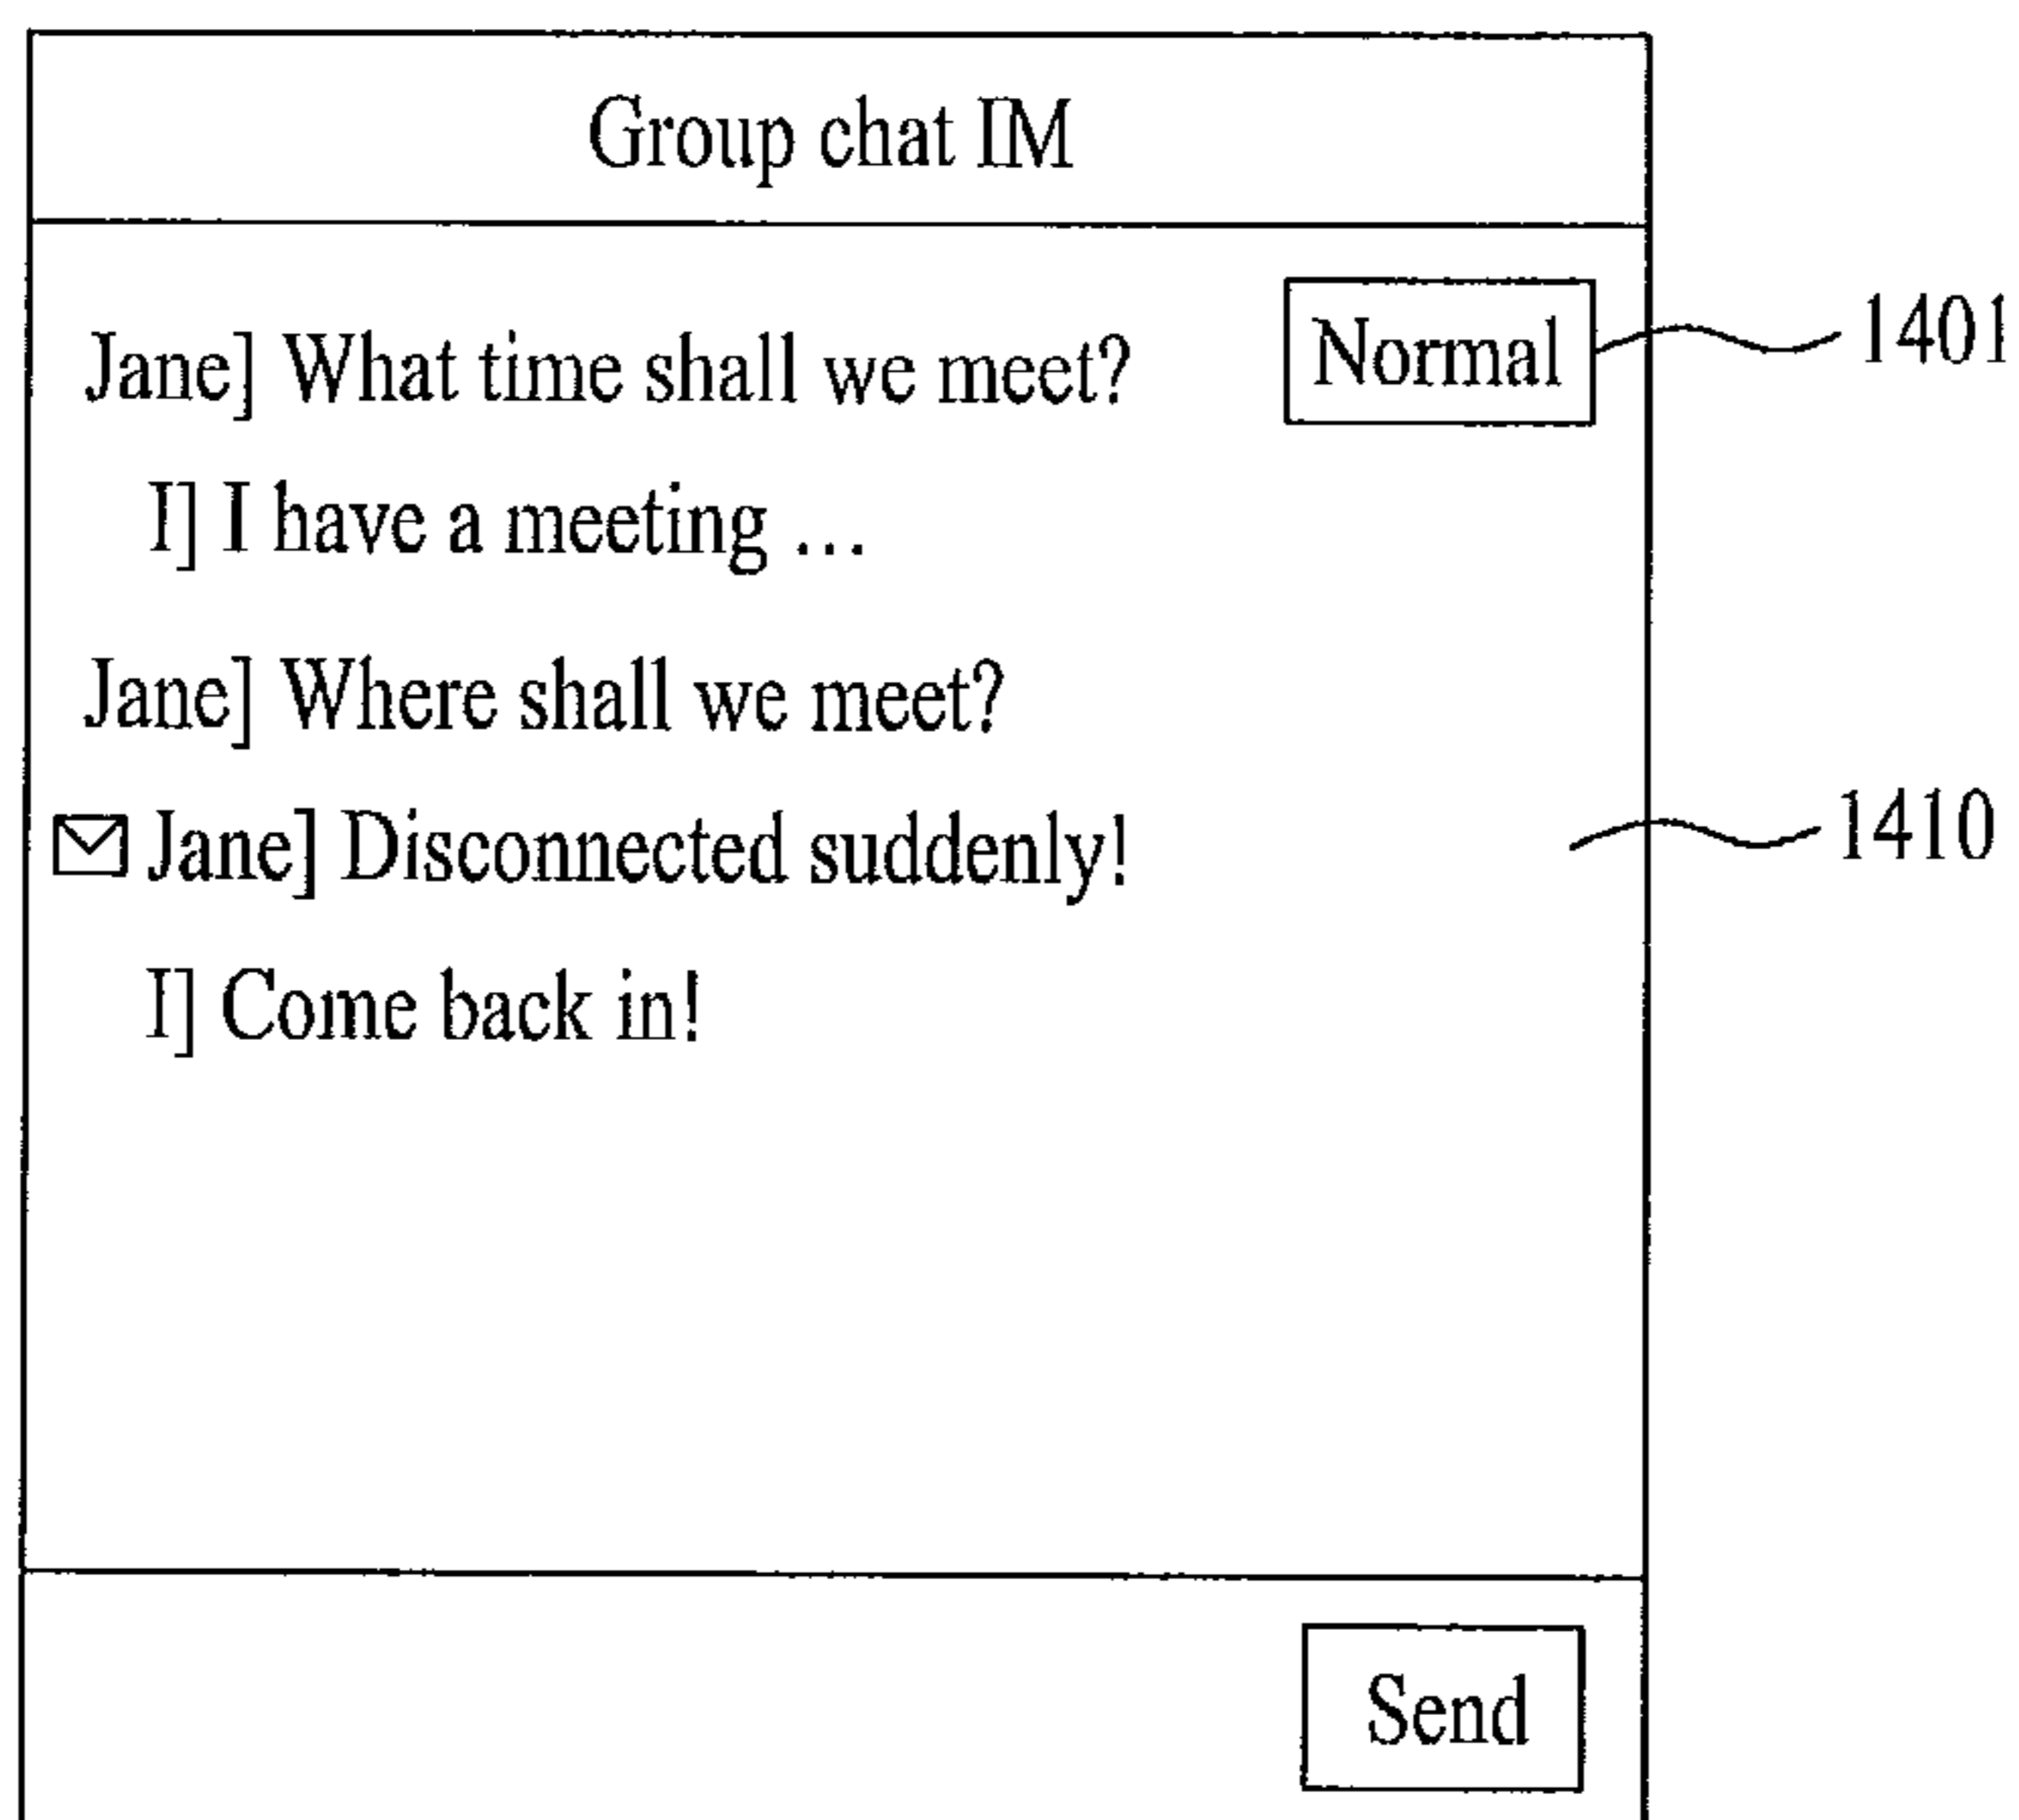 Group chat IM
Jane] What time shall we meet?
Normal
1401
I] I have a meeting ...
Jane] Where shall we meet?
Jane] Disconnected suddenly!
1410
I] Come back in!
Send